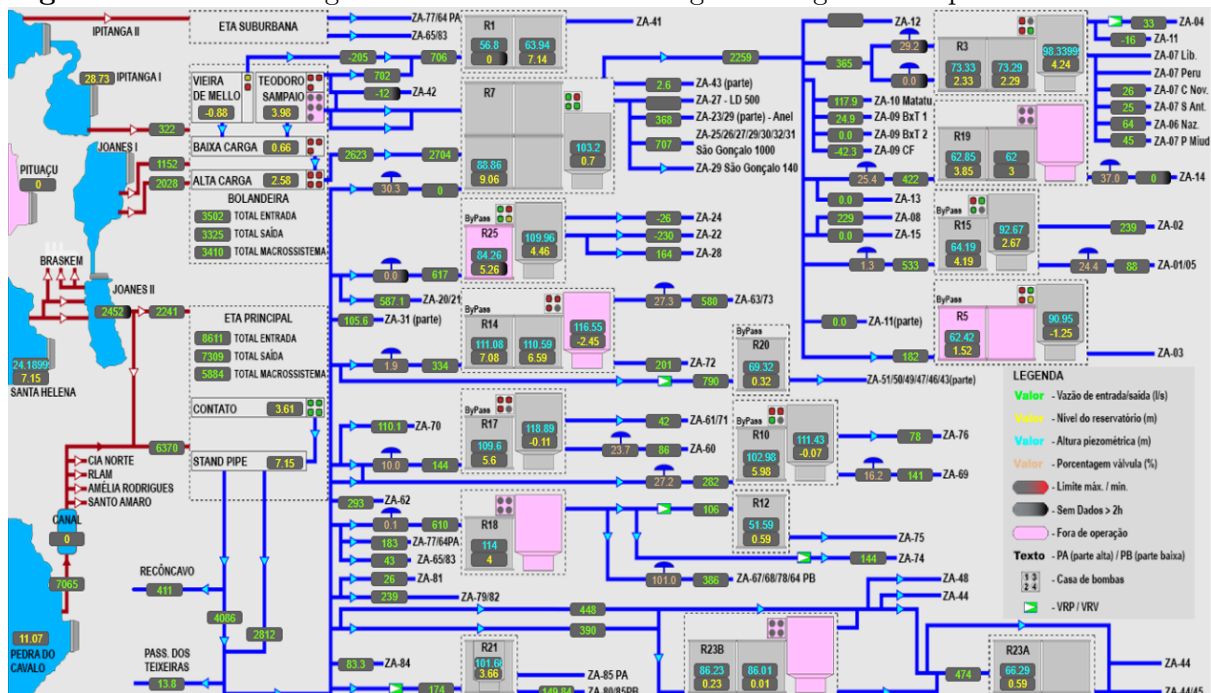 IPITANGA II
ETA SUBURBANA
ZA-77/64 PA
ZA-65/83
R1
56.8
63.94
0
7.14
ZA-41
-205
706
702
-12
ZA-42
28.73
IPITANGA I
VIEIRA
DE MELLO
-0.88
TEODORO
SAMPAIO
3.98
322
BAIXA CARGA
0.66
JOANES I
1152
2028
ALTA CARGA
2.58
BOLANDEIRA
3502
TOTAL ENTRADA
3325
TOTAL SAÍDA
3410
TOTAL MACROSSISTEMA
PITUAÇU
0
2623
2704
30.3
0
R7
88.86
9.06
103.2
0.7
2259
2.6
ZA-43 (parte)
ZA-27 - LD 500
368
ZA-23/29 (parte) - Anel
707
ZA-25/26/27/29/30/32/31
São Gonçalo 1000
ZA-29 São Gonçalo 140
365
ZA-12
29.2
0.0
R3
73.33
73.29
2.33
2.29
98.3399
4.24
33
ZA-04
-16
ZA-11
ZA-07 Lib.
ZA-07 Peru
26
ZA-07 C Nov.
25
ZA-07 S Ant.
64
ZA-06 Naz.
45
ZA-07 P Miud
117.9
ZA-10 Matatu
24.9
ZA-09 BxT 1
0.0
ZA-09 BxT 2
-42.3
ZA-09 CF
25.4
422
R19
62.85
62
3.85
3
37.0
0
ZA-14
0.0
ZA-13
229
ZA-08
0.0
ZA-15
1.3
533
ByPass
R15
64.19
4.19
92.67
2.67
239
ZA-02
24.4
88
ZA-01/05
0.0
ZA-11(parte)
182
ByPass
R5
62.42
1.52
90.95
-1.25
ZA-03
BRASKEM
JOANES II
2452
2241
24.1899
7.15
SANTA HELENA
0.0
617
ByPass
R25
84.26
5.26
109.96
4.46
-26
ZA-24
-230
ZA-22
164
ZA-28
587.1
ZA-20/21
105.6
ZA-31 (parte)
1.9
334
ByPass
R14
111.08
110.59
7.08
6.59
116.55
-2.45
27.3
580
ZA-63/73
201
ZA-72
790
ByPass
R20
69.32
0.32
ZA-51/50/49/47/46/43(parte)
ETA PRINCIPAL
8611
TOTAL ENTRADA
7309
TOTAL SAÍDA
5884
TOTAL MACROSSISTEMA
CONTATO
3.61
STAND PIPE
7.15
6370
CIA NORTE
RLAM
AMÉLIA RODRIGUES
SANTO AMARO
CANAL
0
7065
11.07
PEDRA DO
CAVALO
RECÔNCAVO
411
4086
2812
PASS. DOS
TEIXEIRAS
13.8
110.1
ZA-70
10.0
144
ByPass
R17
109.6
5.6
118.89
-0.11
42
ZA-61/71
23.7
86
ZA-60
27.2
282
ByPass
R10
102.98
5.98
111.43
-0.07
78
ZA-76
16.2
141
ZA-69
293
ZA-62
0.1
610
R18
114
4
106
R12
51.59
0.59
ZA-75
144
ZA-74
101.0
386
ZA-67/68/78/64 PB
183
ZA-77/64PA
43
ZA-65/83
26
ZA-81
239
ZA-79/82
448
390
ZA-48
ZA-44
83.3
ZA-84
174
R21
101.60
3.66
ZA-85 PA
149.84
ZA-80/85PB
R23B
86.23
86.01
0.23
0.01
474
R23A
66.29
0.59
ZA-44
ZA-44/45
LEGENDA
Valor - Vazão de entrada/saída (l/s)
Valor - Nível do reservatório (m)
Valor - Altura piezométrica (m)
Valor - Porcentagem válvula (%)
- Limite máx. / min.
- Sem Dados > 2h
- Fora de operação
Texto - PA (parte alta) / PB (parte baixa)
1 3
2 4
- Casa de bombas
- VRP / VRV